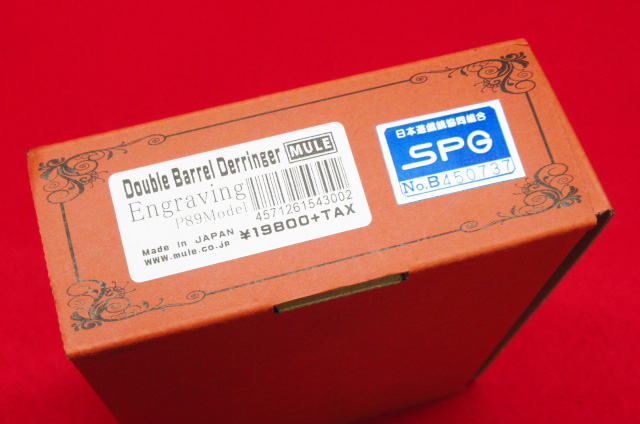 Double Barrel Derringer MULE
Engraving
P89Model
4571261543002
¥19800+TAX
Made in JAPAN
www.mule.co.jp
日本遊戯銃協同組合
SPG
No.B450737